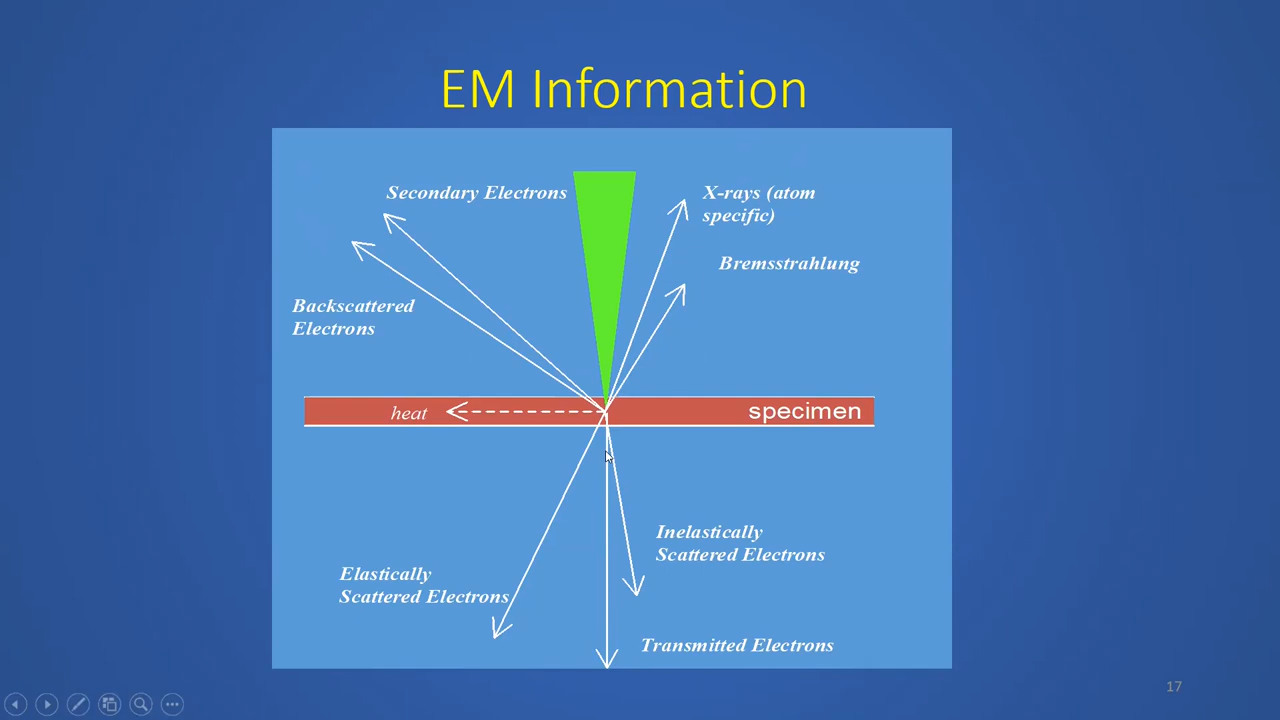 EM Information
Secondary Electrons
X-rays (atom
specific)
Bremsstrahlung
Backscattered
Electrons
heat
specimen
Inelastically
Scattered Electrons
Elastically
Scattered Electrons
Transmitted Electrons
17